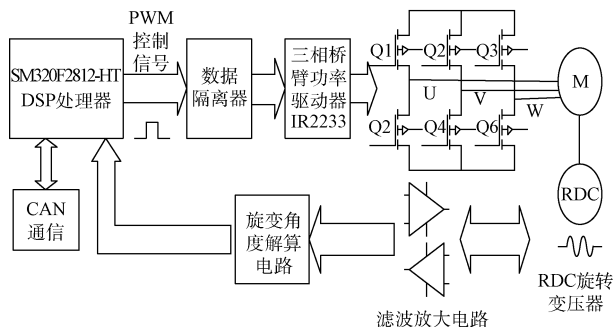 PWM
控制
信号
SM320F2812-HT
DSP处理器
数据
隔离器
三相桥
臂功率
驱动器
IR2233
Q1
Q2
Q3
U
V
W
M
Q2
Q4
Q6
CAN
通信
旋变角
度解算
电路
滤波放大电路
RDC
RDC旋转
变压器